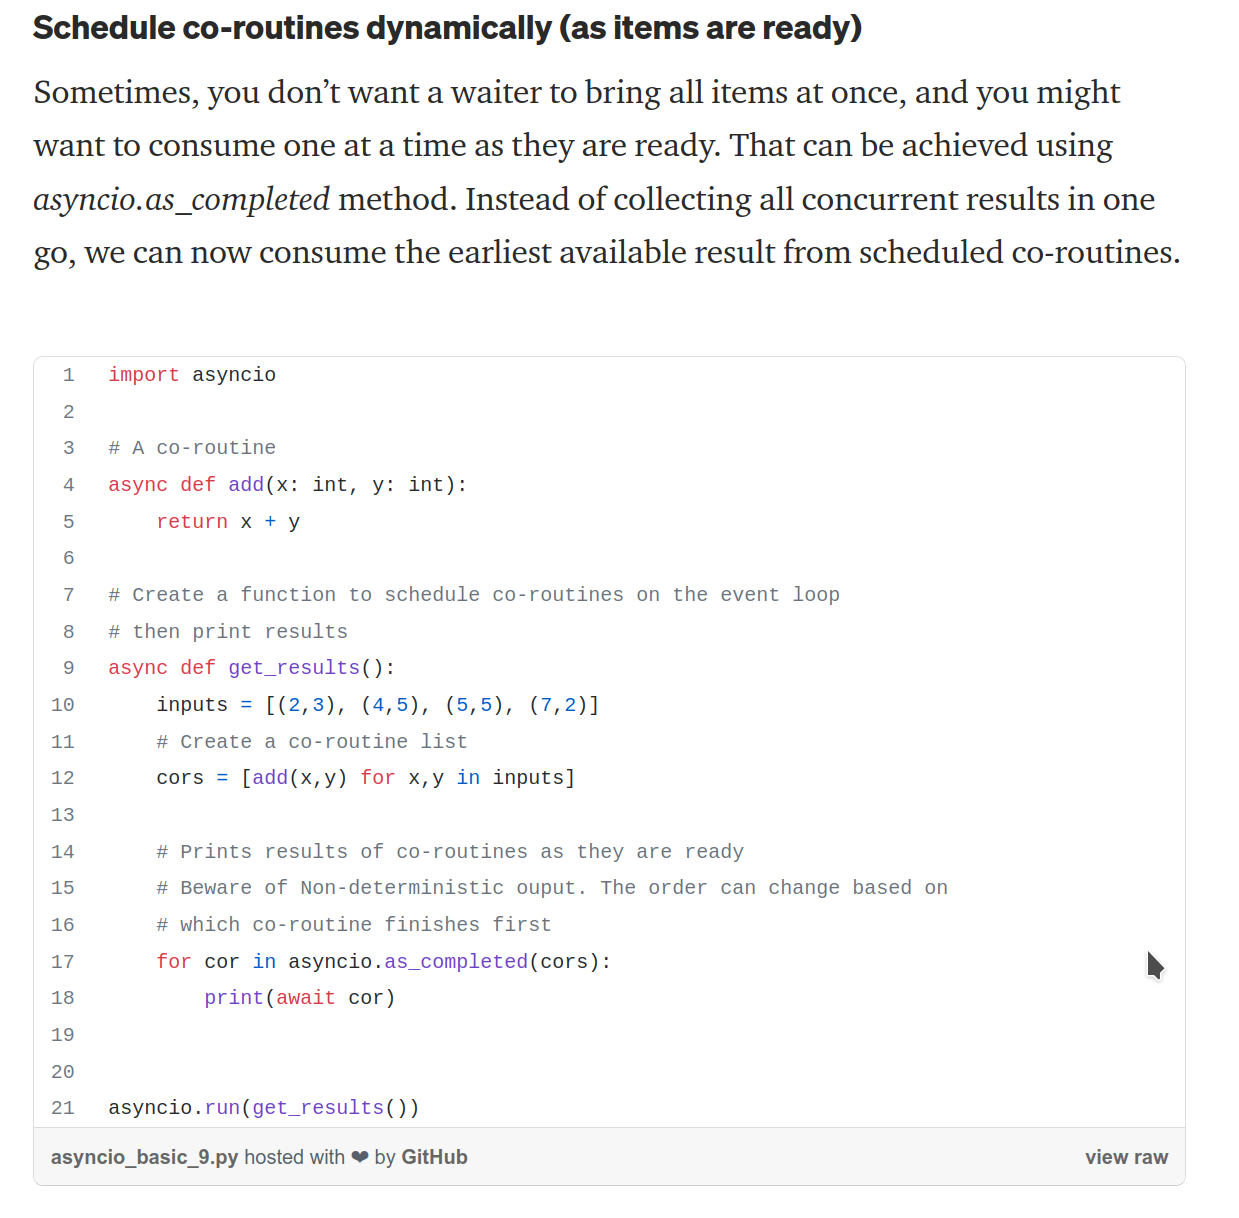 Schedule co-routines dynamically (as items are ready)
Sometimes, you don’t want a waiter to bring all items at once, and you might
want to consume one at a time as they are ready. That can be achieved using
asyncio.as_completed method. Instead of collecting all concurrent results in one
go, we can now consume the earliest available result from scheduled co-routines.
1 import asyncio
2
3 # A co-routine
4 async def add(x: int, y: int):
5     return x + y
6
7 # Create a function to schedule co-routines on the event loop
8 # then print results
9 async def get_results():
10     inputs = [(2,3), (4,5), (5,5), (7,2)]
11     # Create a co-routine list
12     cors = [add(x,y) for x,y in inputs]
13
14     # Prints results of co-routines as they are ready
15     # Beware of Non-deterministic ouput. The order can change based on
16     # which co-routine finishes first
17     for cor in asyncio.as_completed(cors):
18         print(await cor)
19
20
21 asyncio.run(get_results())
asyncio_basic_9.py hosted with ❤ by GitHub view raw